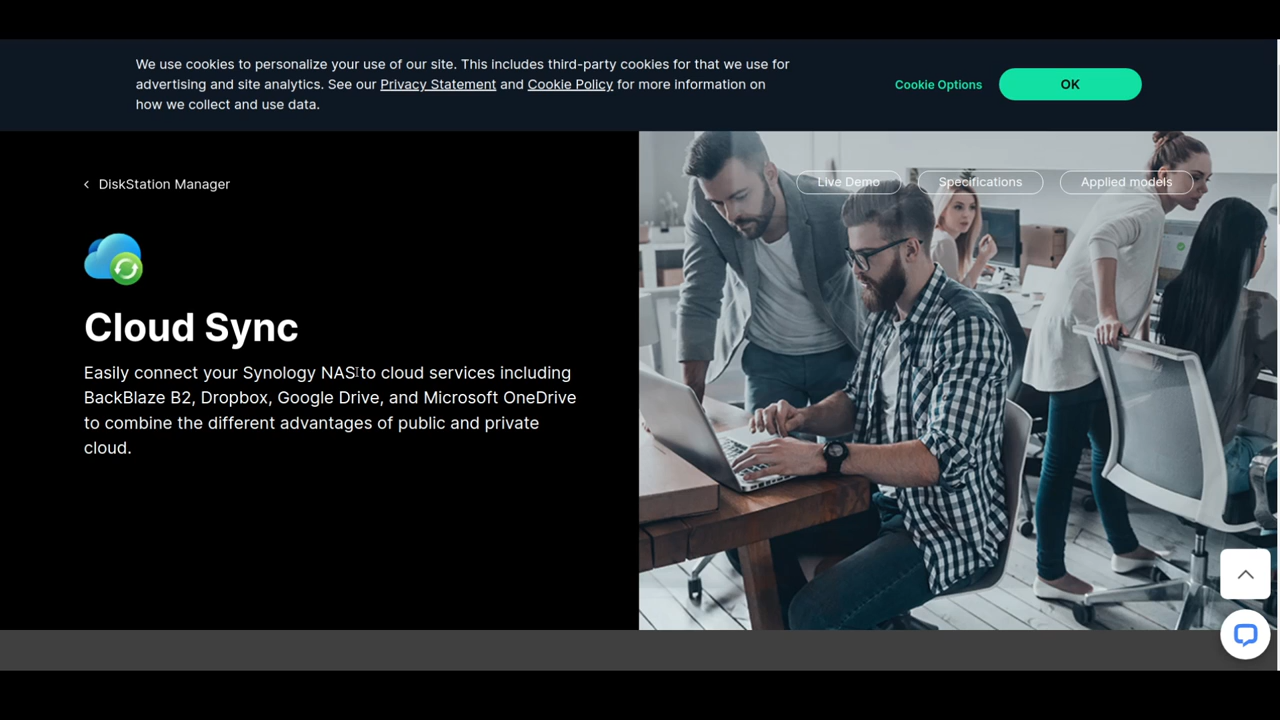 We use cookies to personalize your use of our site. This includes third-party cookies for that we use for
advertising and site analytics. See our Privacy Statement and Cookie Policy for more information on
how we collect and use data.
Cookie Options
OK
DiskStation Manager
Live Demo
Specifications
Applied models
Cloud Sync
Easily connect your Synology NAS to cloud services including
BackBlaze B2, Dropbox, Google Drive, and Microsoft OneDrive
to combine the different advantages of public and private
cloud.